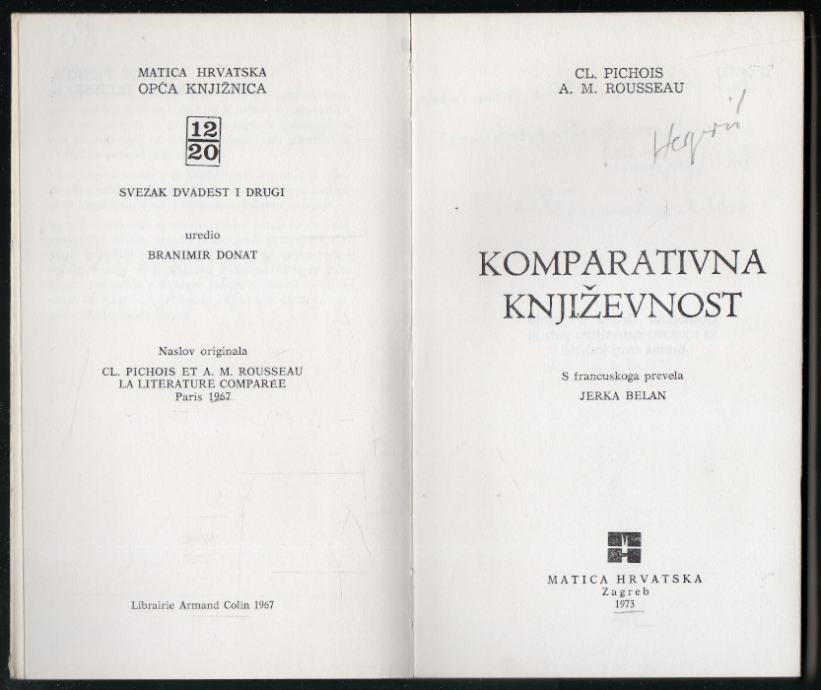 MATICA HRVATSKA
OPĆA KNJIŽNICA
12
20
SVEZAK DVADEST I DRUGI
uredio
BRANIMIR DONAT
Naslov originala
CL. PICHOIS ET A. M. ROUSSEAU
LA LITERATURE COMPARÉE
Paris 1967
Librairie Armand Colin 1967
CL. PICHOIS
A. M. ROUSSEAU
KOMPARATIVNA
KNJIŽEVNOST
S francuskoga prevela
JERKA BELAN
MATICA HRVATSKA
Zagreb
1973